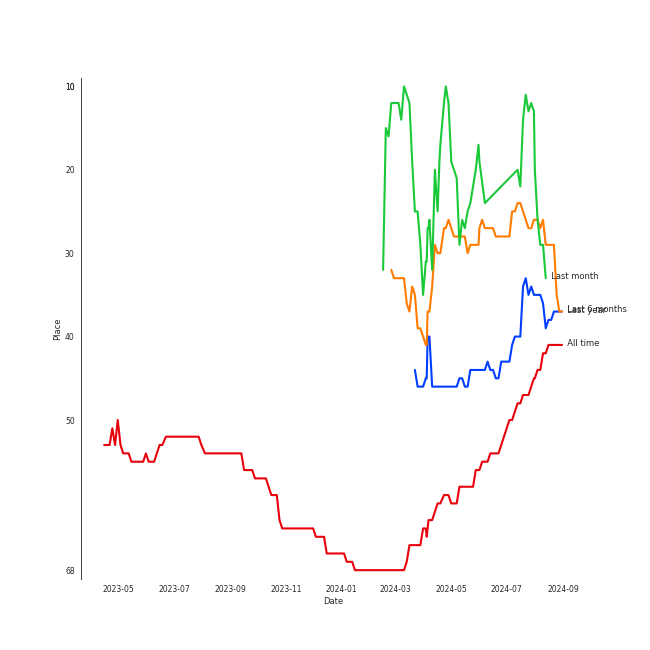 10
20
30
40
50
68
Place
Last month
Last 6 months
Last year
All time
2023-05
2023-07
2023-09
2023-11
2024-01
2024-03
2024-05
2024-07
2024-09
Date